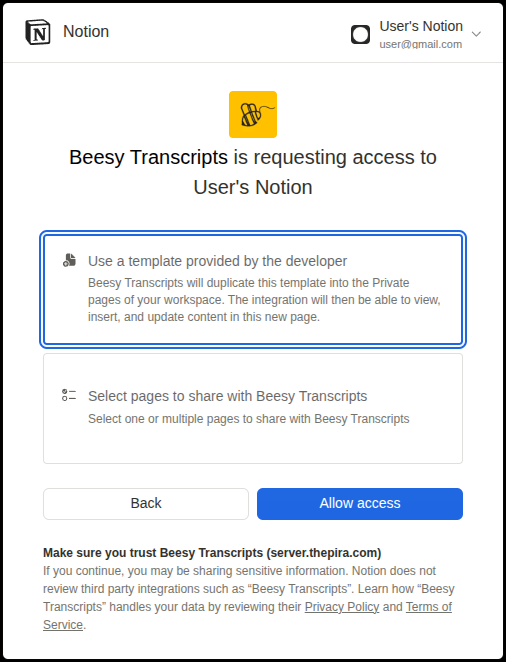 Notion
User's Notion
user@gmail.com
Beesy Transcripts is requesting access to
User's Notion
Use a template provided by the developer
Beesy Transcripts will duplicate this template into the Private
pages of your workspace. The integration will then be able to view,
insert, and update content in this new page.
Select pages to share with Beesy Transcripts
Select one or multiple pages to share with Beesy Transcripts
Back
Allow access
Make sure you trust Beesy Transcripts (server.thepira.com)
If you continue, you may be sharing sensitive information. Notion does not
review third party integrations such as “Beesy Transcripts”. Learn how “Beesy
Transcripts” handles your data by reviewing their Privacy Policy and Terms of
Service.